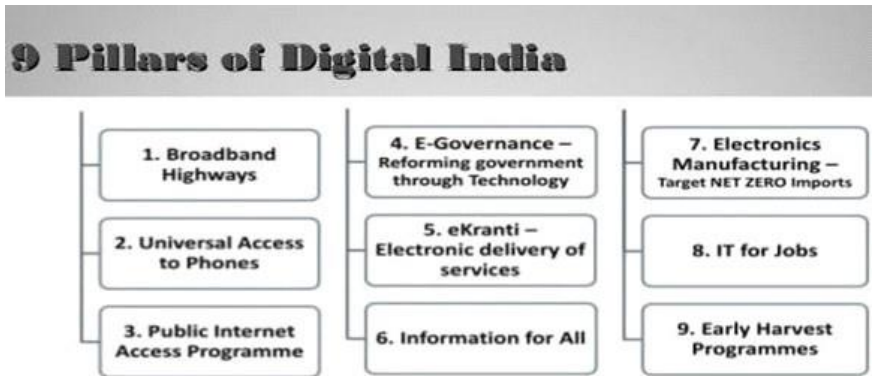 9 Pillars of Digital India
1. Broadband
Highways
2. Universal Access
to Phones
3. Public Internet
Access Programme
4. E-Governance –
Reforming government
through Technology
5. eKranti –
Electronic delivery of
services
6. Information for All
7. Electronics
Manufacturing –
Target NET ZERO Imports
8. IT for Jobs
9. Early Harvest
Programmes